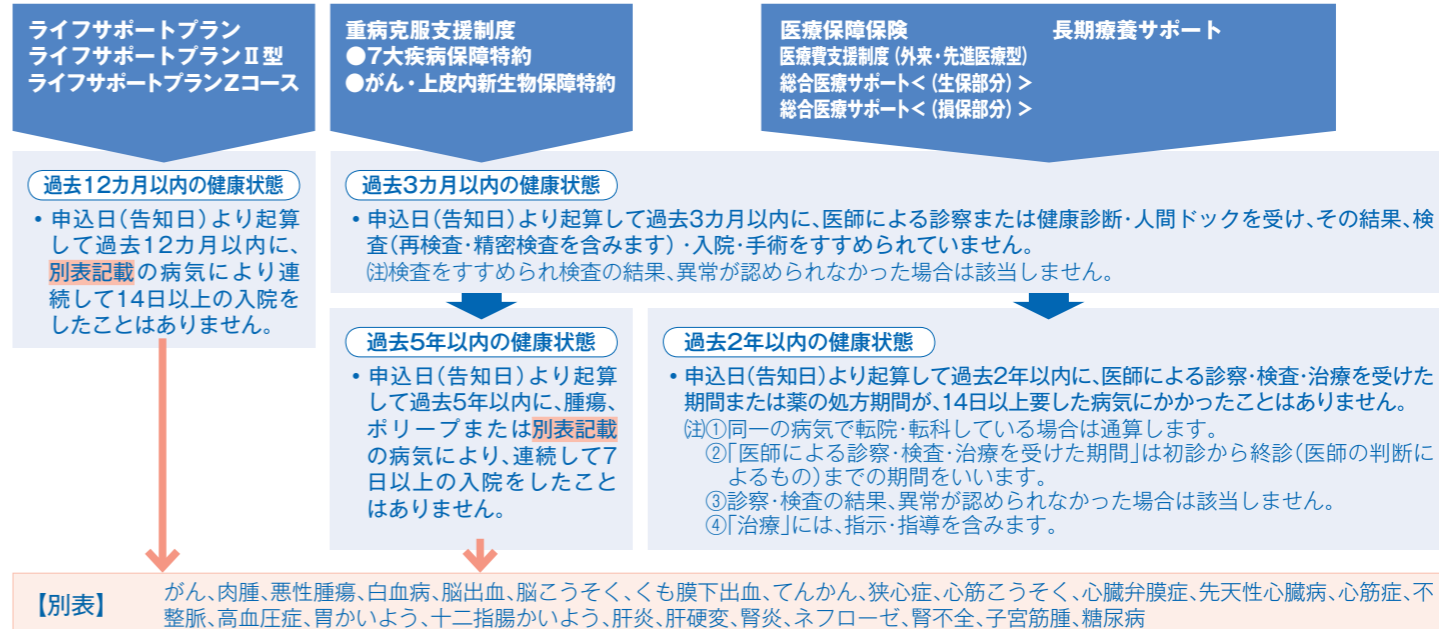 ライフサポートプラン
ライフサポートプランⅡ型
ライフサポートプランZコース
重病克服支援制度
●7大疾病保障特約
●がん・上皮内新生物保障特約
医療保障保険
医療費支援制度(外来・先進医療型)
総合医療サポート<(生保部分)>
総合医療サポート<(損保部分)>
長期療養サポート
過去12カ月以内の健康状態
・申込日(告知日)より起算
して過去12カ月以内に、
別表記載の病気により連
続して14日以上の入院を
したことはありません。
過去3カ月以内の健康状態
・申込日(告知日)より起算して過去3カ月以内に、医師による診察または健康診断・人間ドックを受け、その結果、検
査(再検査・精密検査を含みます)・入院・手術をすすめられていません。
(注)検査をすすめられ検査の結果、異常が認められなかった場合は該当しません。
過去5年以内の健康状態
・申込日(告知日)より起算
して過去5年以内に、腫瘍、
ポリープまたは別表記載
の病気により、連続して7
日以上の入院をしたこと
はありません。
過去2年以内の健康状態
・申込日(告知日)より起算して過去2年以内に、医師による診察・検査・治療を受けた
期間または薬の処方期間が、14日以上要した病気にかかったことはありません。
(注)①同一の病気で転院・転科している場合は通算します。
②「医師による診察・検査・治療を受けた期間」は初診から終診(医師の判断に
よるもの)までの期間をいいます。
③診察・検査の結果、異常が認められなかった場合は該当しません。
④「治療」には、指示・指導を含みます。
【別表】
がん、肉腫、悪性腫瘍、白血病、脳出血、脳こうそく、くも膜下出血、てんかん、狭心症、心筋こうそく、心臓弁膜症、先天性心臓病、心筋症、不
整脈、高血圧症、胃かいよう、十二指腸かいよう、肝炎、肝硬変、腎炎、ネフローゼ、腎不全、子宮筋腫、糖尿病